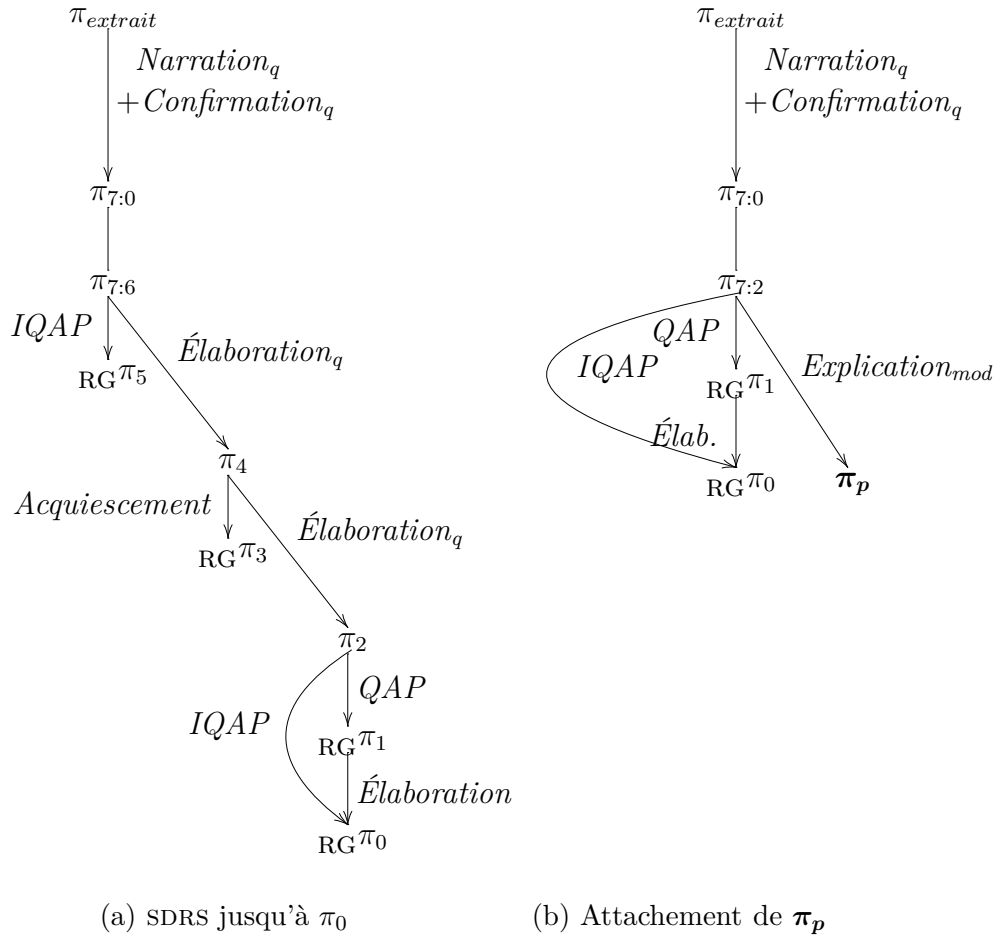 π_extrait
Narration_q
+Confirmation_q
π_7:0
π_7:6
IQAP
Élaboration_q
RG π_5
π_4
Acquiescement
Élaboration_q
RG π_3
π_2
QAP
IQAP
RG π_1
Élaboration
RG π_0
(a) SDRS jusqu'à π_0
π_extrait
Narration_q
+Confirmation_q
π_7:0
π_7:2
QAP
IQAP
Explication_mod
RG π_1
Élab.
RG π_0
π_p
(b) Attachement de π_p